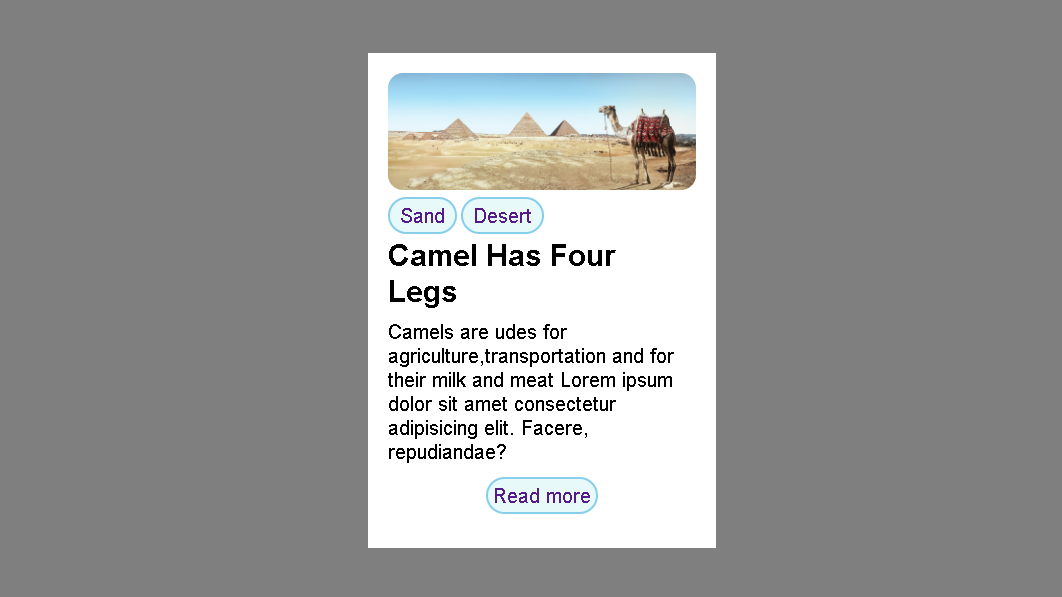 Sand Desert
Camel Has Four
Legs
Camels are udes for
agriculture,transportation and for
their milk and meat Lorem ipsum
dolor sit amet consectetur
adipisicing elit. Facere,
repudiandae?
Read more